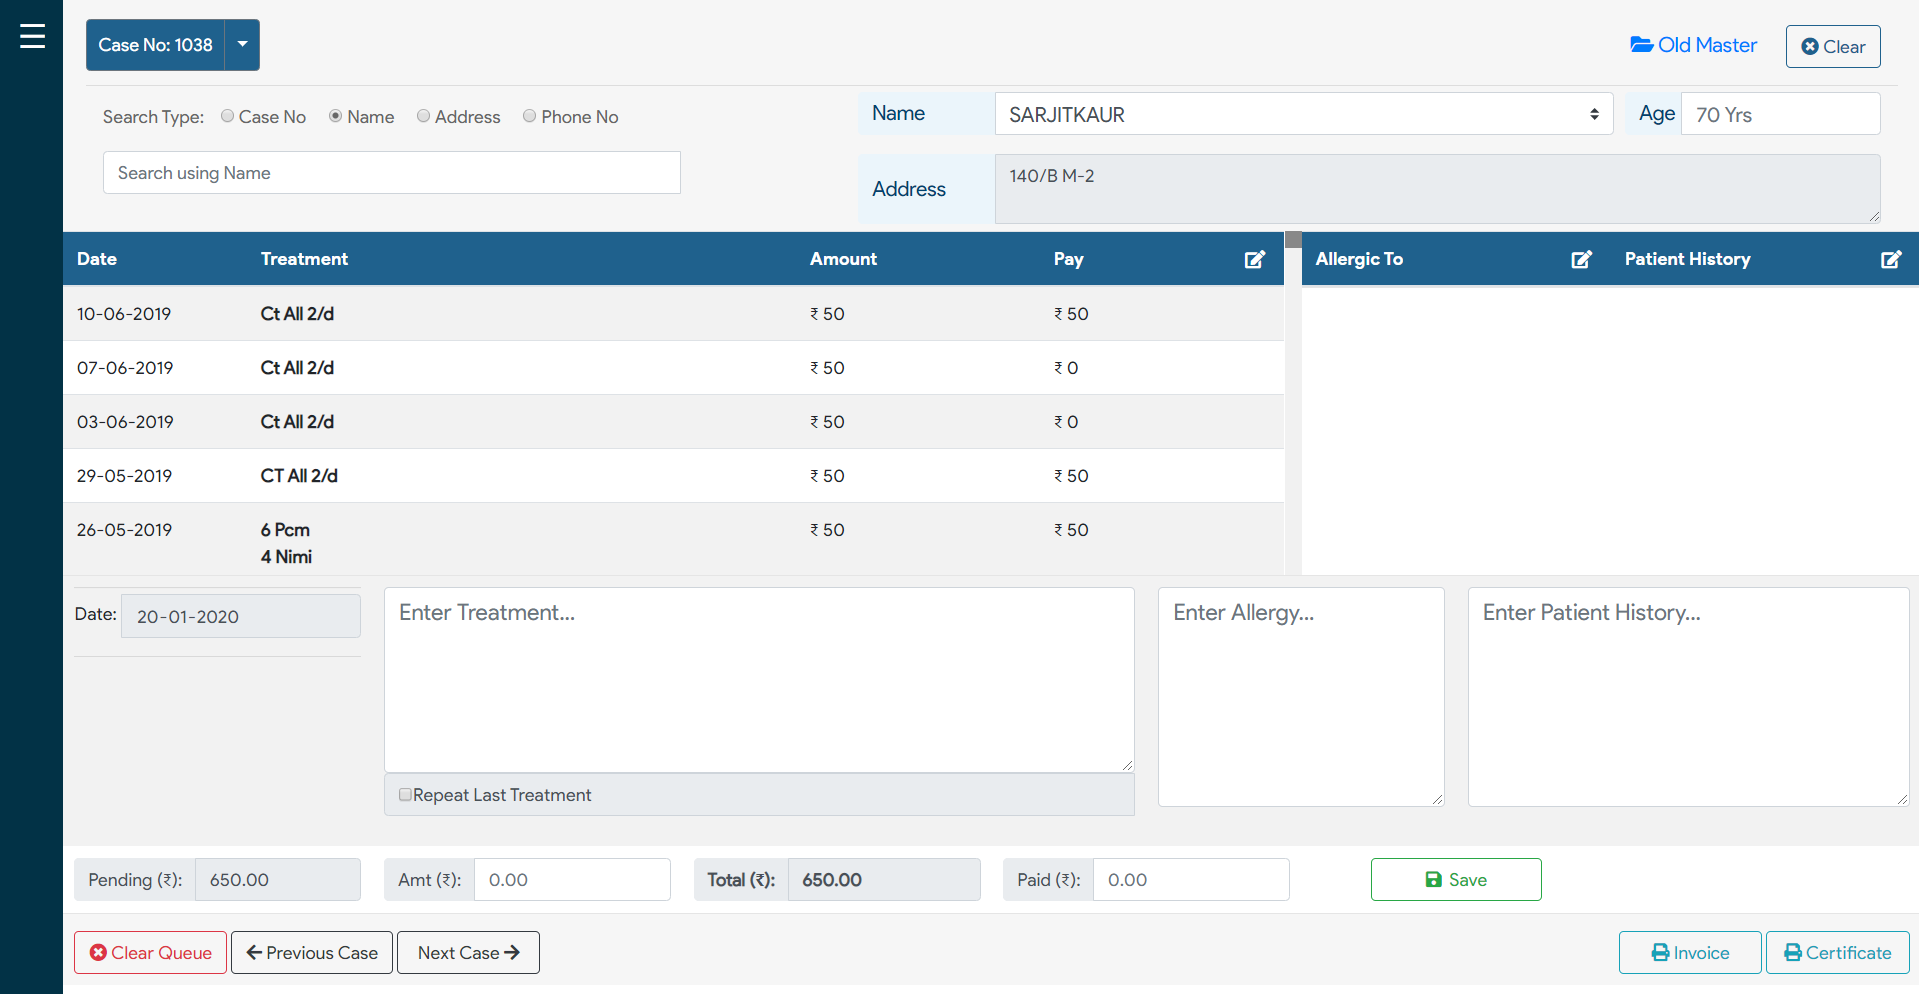 Case No: 1038
Old Master
Clear
Search Type: Case No Name Address Phone No
Search using Name
Name SARJITKAUR Age 70 Yrs
Address 140/B M-2
Date Treatment Amount Pay Allergic To Patient History
10-06-2019 Ct All 2/d ₹ 50 ₹ 50
07-06-2019 Ct All 2/d ₹ 50 ₹ 0
03-06-2019 Ct All 2/d ₹ 50 ₹ 0
29-05-2019 CT All 2/d ₹ 50 ₹ 50
26-05-2019 6 Pcm ₹ 50 ₹ 50
4 Nimi
Date: 20-01-2020
Enter Treatment...
Enter Allergy...
Enter Patient History...
Repeat Last Treatment
Pending (₹): 650.00 Amt (₹): 0.00 Total (₹): 650.00 Paid (₹): 0.00 Save
Clear Queue Previous Case Next Case Invoice Certificate